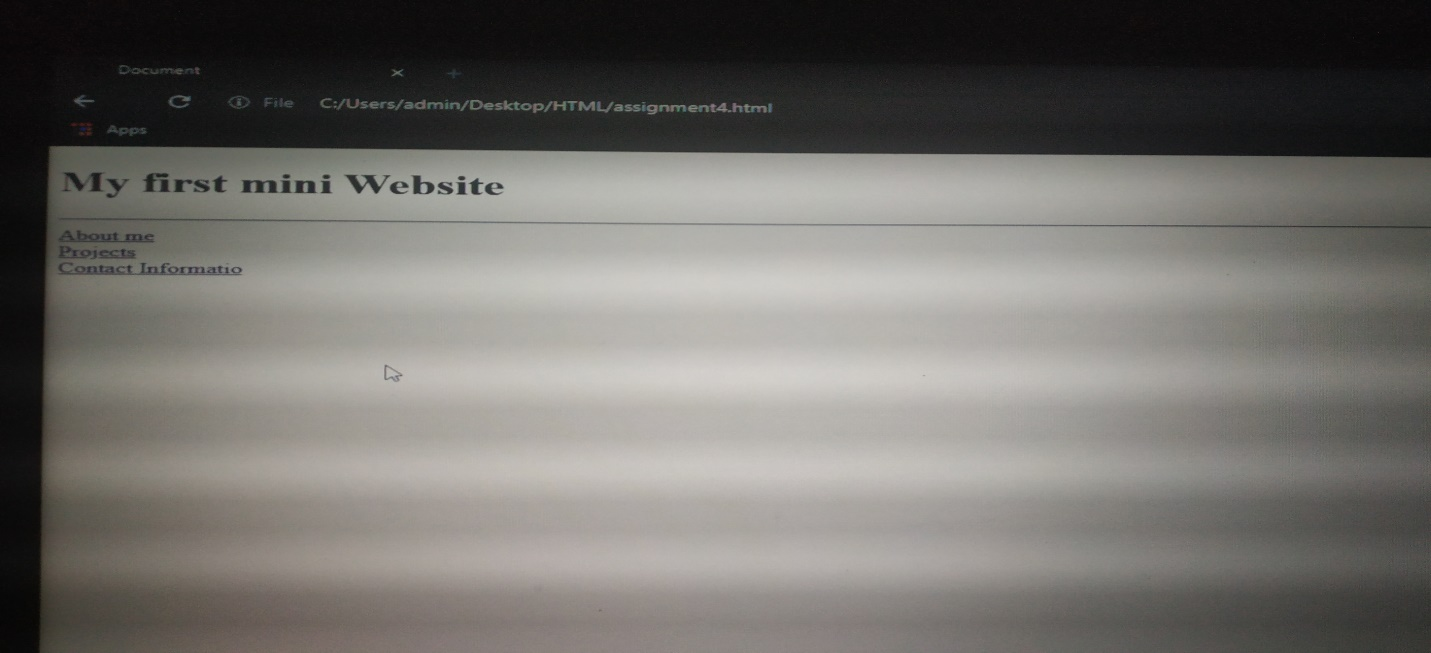 Document
File C:/Users/admin/Desktop/HTML/assignment4.html
Apps
My first mini Website
About me
Projects
Contact Informatio